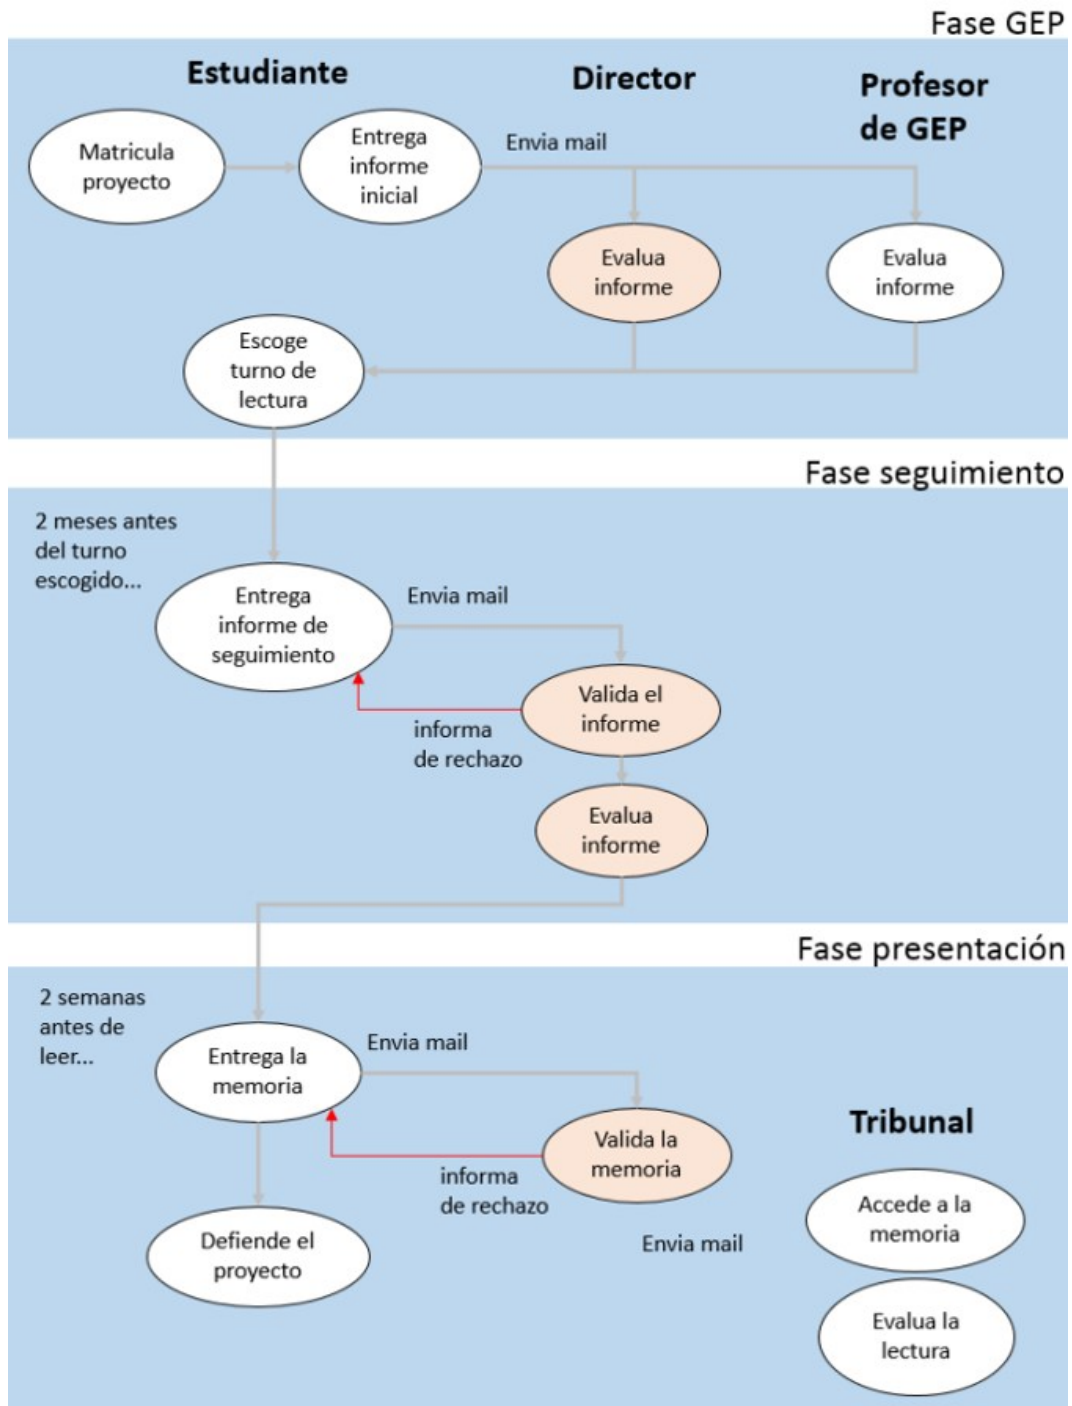 Fase GEP
Estudiante
Director
Profesor
de GEP
Matricula
proyecto
Entrega
informe
inicial
Envia mail
Evalua
informe
Evalua
informe
Escoge
turno de
lectura
Fase seguimiento
2 meses antes
del turno
escogido...
Entrega
informe de
seguimiento
Envia mail
Valida el
informe
informa
de rechazo
Evalua
informe
Fase presentación
2 semanas
antes de
leer...
Entrega la
memoria
Envia mail
Valida la
memoria
informa
de rechazo
Envia mail
Tribunal
Accede a la
memoria
Defiende el
proyecto
Evalua la
lectura